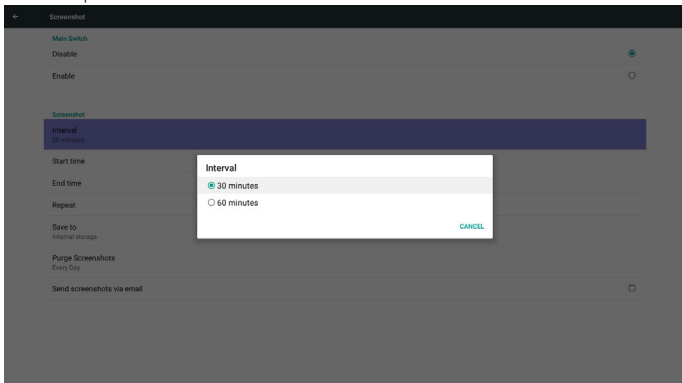 Screenshot
Main Switch
Disable
Enable
Screenshot
Interval
30 minutes
Start time
End time
Repeat
Save to
Internal storage
Purge Screenshots
Every Day
Send screenshots via email
Interval
30 minutes
60 minutes
CANCEL